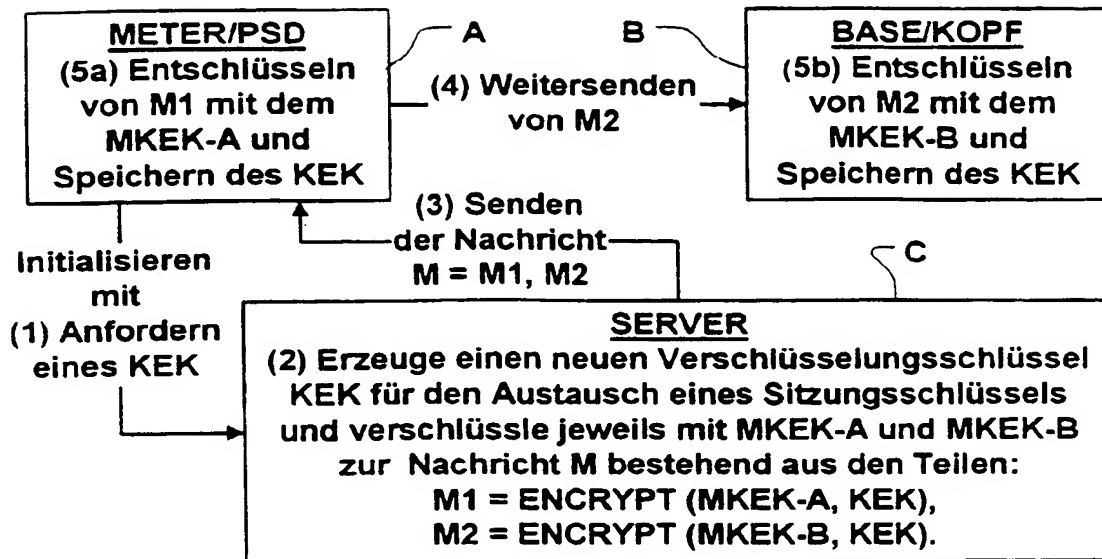 METER/PSD
(5a) Entschlüsseln
von M1 mit dem
MKEK-A und
Speichern des KEK
A
B
(4) Weitersenden
von M2
BASE/KOPF
(5b) Entschlüsseln
von M2 mit dem
MKEK-B und
Speichern des KEK
(3) Senden
der Nachricht
M = M1, M2
C
Initialisieren
mit
(1) Anfordern
eines KEK
SERVER
(2) Erzeuge einen neuen Verschlüsselungsschlüssel
KEK für den Austausch eines Sitzungsschlüssels
und verschlüssle jeweils mit MKEK-A und MKEK-B
zur Nachricht M bestehend aus den Teilen:
M1 = ENCRYPT (MKEK-A, KEK),
M2 = ENCRYPT (MKEK-B, KEK).